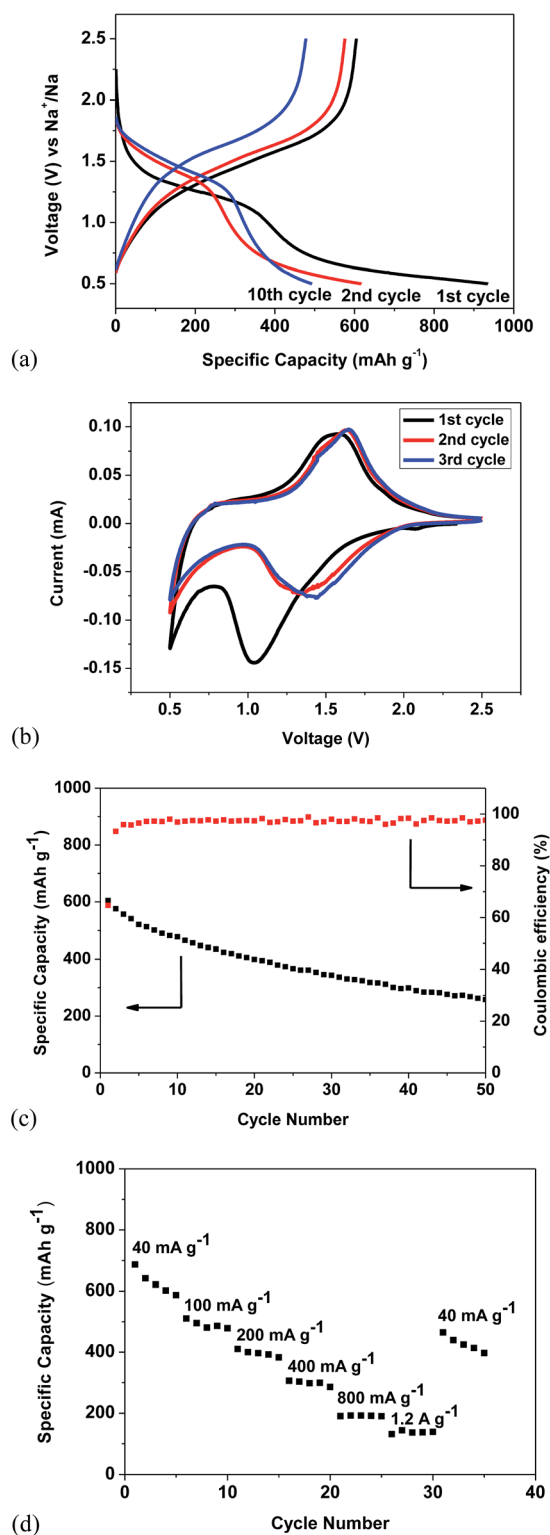 2.5
2.0
1.5
1.0
0.5
Voltage (V) vs Na⁺/Na
10th cycle 2nd cycle 1st cycle
0 200 400 600 800 1000
Specific Capacity (mAh g⁻¹)
(a)
0.10
0.05
0.00
-0.05
-0.10
-0.15
Current (mA)
1st cycle
2nd cycle
3rd cycle
0.5 1.0 1.5 2.0 2.5
Voltage (V)
(b)
1000
800
600
400
200
0
Specific Capacity (mAh g⁻¹)
100
80
60
40
20
0
Coulombic efficiency (%)
0 10 20 30 40 50
Cycle Number
(c)
1000
800
600
400
200
0
Specific Capacity (mAh g⁻¹)
40 mA g⁻¹
100 mA g⁻¹
200 mA g⁻¹
400 mA g⁻¹
800 mA g⁻¹
1.2 A g⁻¹
40 mA g⁻¹
0 10 20 30 40
Cycle Number
(d)